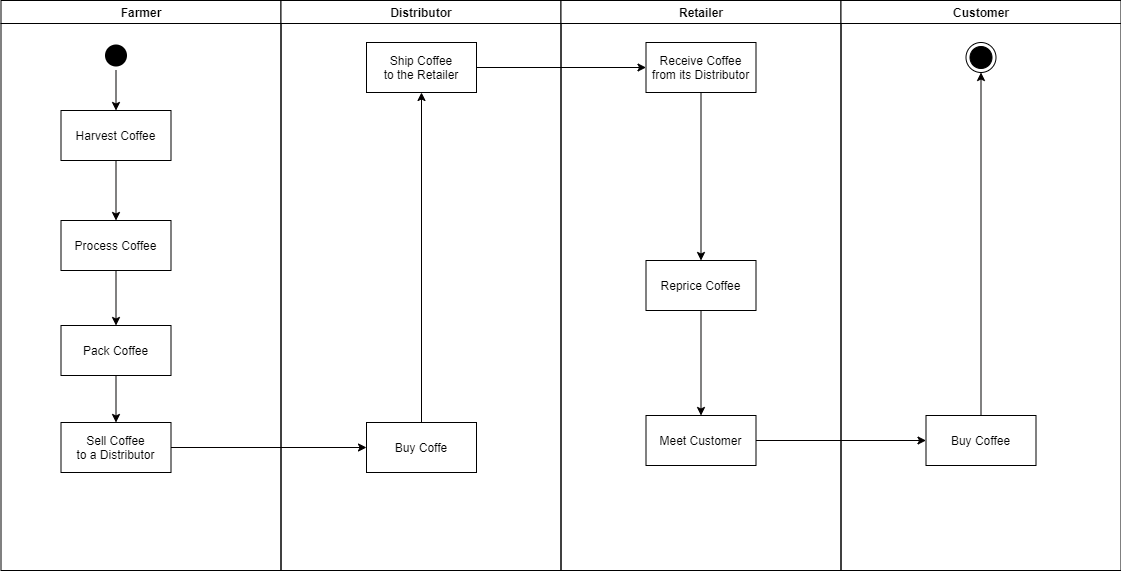 Farmer
Distributor
Retailer
Customer
Harvest Coffee
Process Coffee
Pack Coffee
Sell Coffee
to a Distributor
Buy Coffe
Ship Coffee
to the Retailer
Receive Coffee
from its Distributor
Reprice Coffee
Meet Customer
Buy Coffee